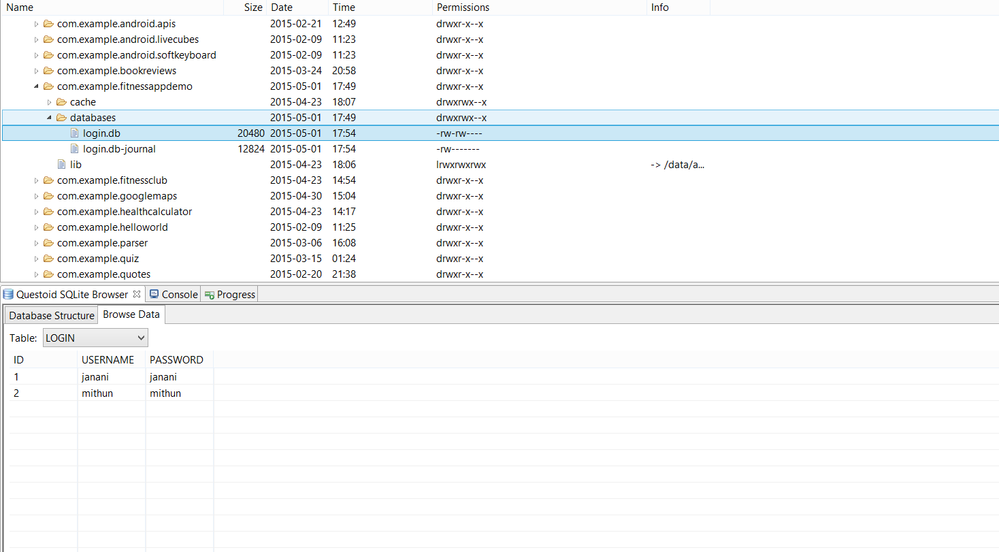 Name Size Date Time Permissions Info
com.example.android.apis 2015-02-21 12:49 drwxr-x--x
com.example.android.livecubes 2015-02-09 11:23 drwxr-x--x
com.example.android.softkeyboard 2015-02-09 11:23 drwxr-x--x
com.example.bookreviews 2015-03-24 20:58 drwxr-x--x
com.example.fitnessappdemo 2015-05-01 17:49 drwxr-x--x
cache 2015-04-23 18:07 drwxrwx--x
databases 2015-05-01 17:49 drwxrwx--x
login.db 20480 2015-05-01 17:54 -rw-rw----
login.db-journal 12824 2015-05-01 17:54 -rw-------
lib 2015-04-23 18:06 lrwxrwxrwx -> /data/a...
com.example.fitnessclub 2015-04-23 14:54 drwxr-x--x
com.example.googlemaps 2015-04-30 15:04 drwxr-x--x
com.example.healthcalculator 2015-04-23 14:17 drwxr-x--x
com.example.helloworld 2015-02-09 11:25 drwxr-x--x
com.example.parser 2015-03-06 16:08 drwxr-x--x
com.example.quiz 2015-03-15 01:24 drwxr-x--x
com.example.quotes 2015-02-20 21:38 drwxr-x--x
Questoid SQLite Browser Console Progress
Database Structure Browse Data
Table: LOGIN
ID USERNAME PASSWORD
1 janani janani
2 mithun mithun